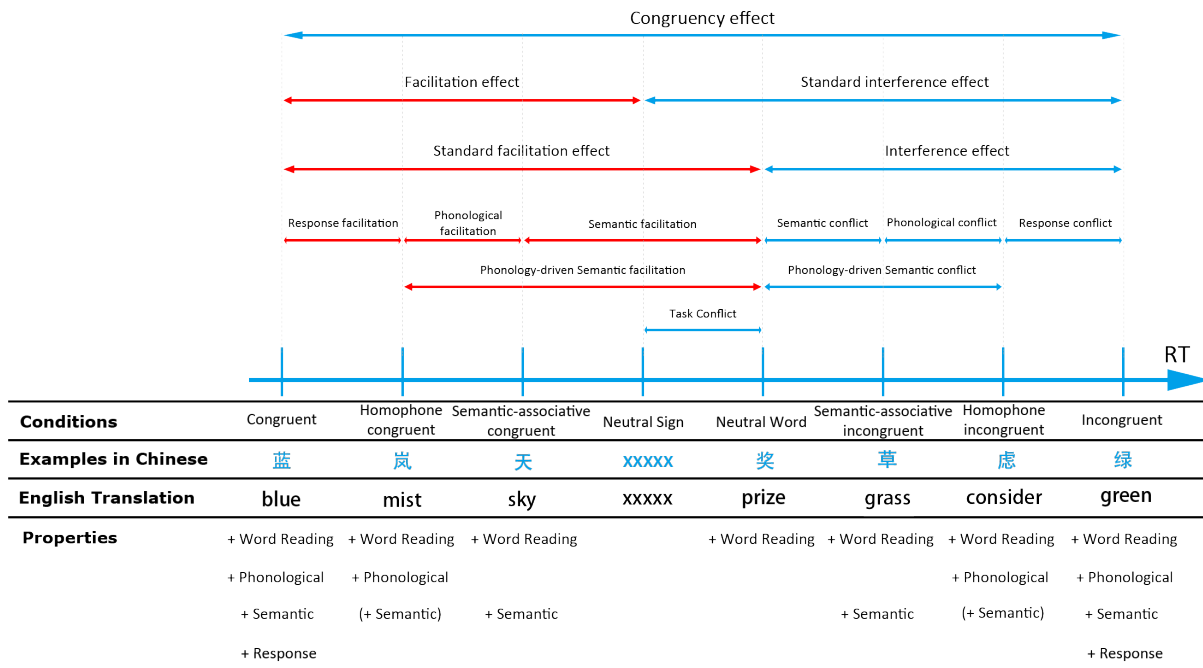 Congruency effect
Facilitation effect
Standard interference effect
Standard facilitation effect
Interference effect
Response facilitation
Phonological
facilitation
Semantic facilitation
Semantic conflict
Phonological conflict
Response conflict
Phonology-driven Semantic facilitation
Phonology-driven Semantic conflict
Task Conflict
RT
Conditions
Congruent
Homophone
congruent
Semantic-associative
congruent
Neutral Sign
Neutral Word
Semantic-associative
incongruent
Homophone
incongruent
Incongruent
Examples in Chinese 蓝 岚 天 xxxxx 奖 草 虑 绿
English Translation blue mist sky xxxxx prize grass consider green
Properties + Word Reading + Word Reading + Word Reading + Word Reading + Word Reading + Word Reading + Word Reading
+ Phonological + Phonological + Phonological + Phonological
+ Semantic (+ Semantic) + Semantic + Semantic (+ Semantic) + Semantic
+ Response + Response